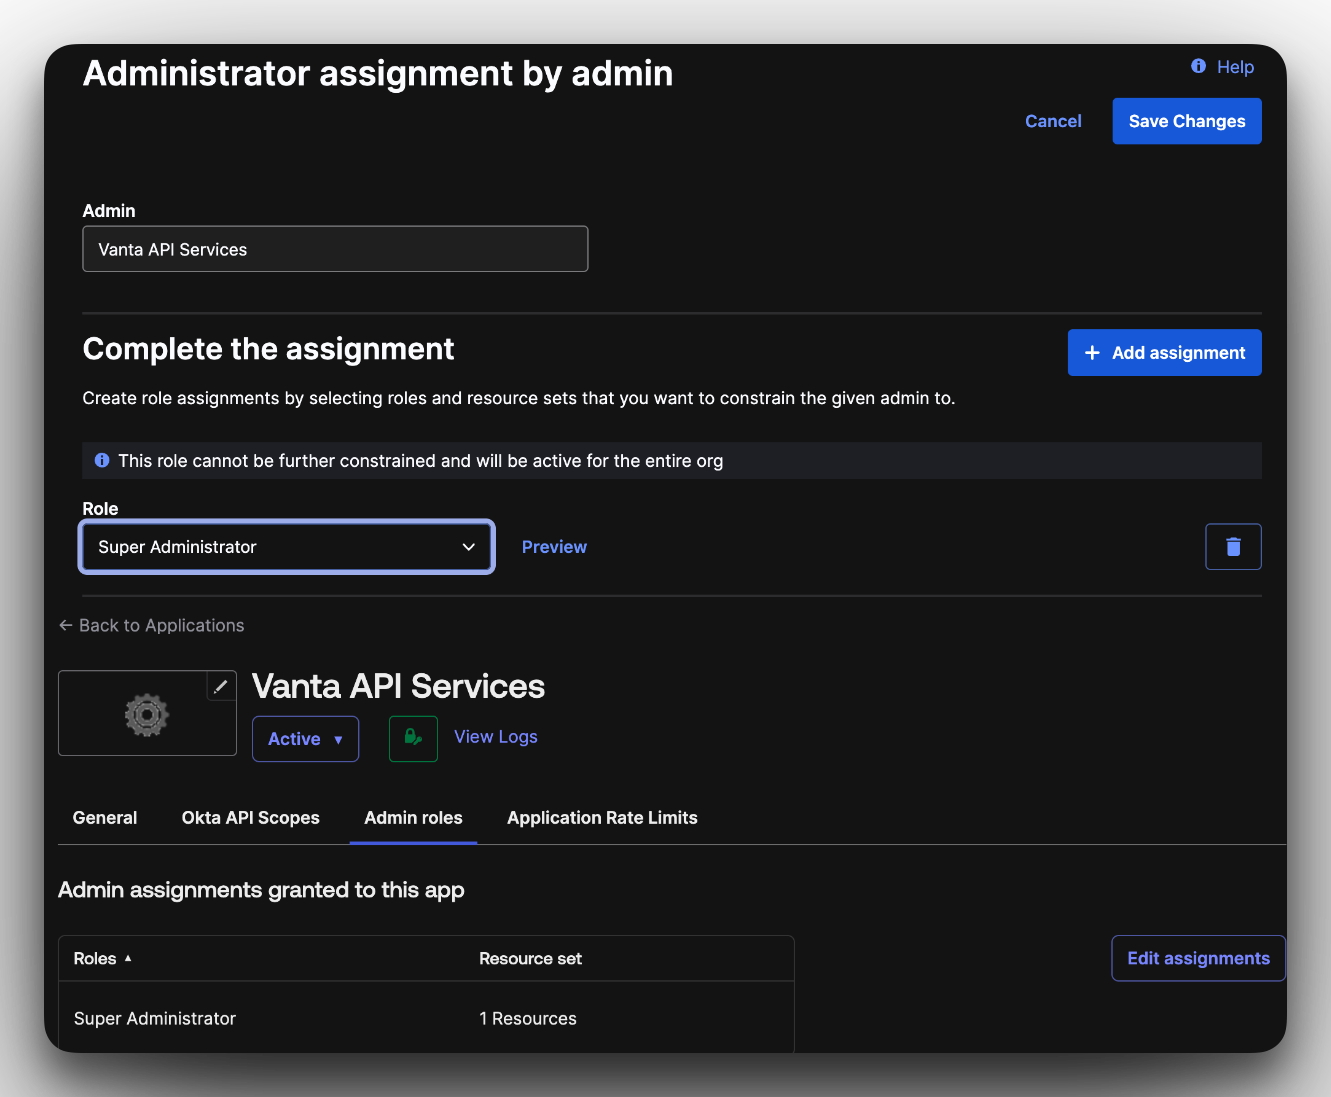 Administrator assignment by admin
Help
Cancel
Save Changes
Admin
Vanta API Services
Complete the assignment
+ Add assignment
Create role assignments by selecting roles and resource sets that you want to constrain the given admin to.
This role cannot be further constrained and will be active for the entire org
Role
Super Administrator
Preview
← Back to Applications
Vanta API Services
Active ▼
View Logs
General
Okta API Scopes
Admin roles
Application Rate Limits
Admin assignments granted to this app
Roles ▲
Resource set
Edit assignments
Super Administrator
1 Resources